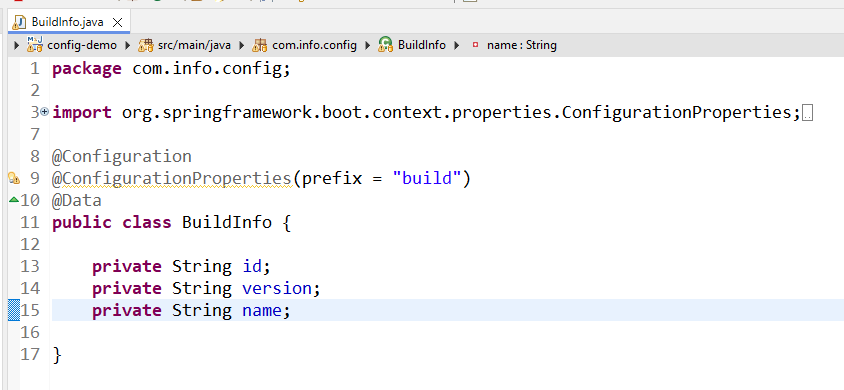 BuildInfo.java
config-demo src/main/java com.info.config BuildInfo name : String
1 package com.info.config;
2
3 import org.springframework.boot.context.properties.ConfigurationProperties;
7
8 @Configuration
9 @ConfigurationProperties(prefix = "build")
10 @Data
11 public class BuildInfo {
12
13 private String id;
14 private String version;
15 private String name;
16
17 }